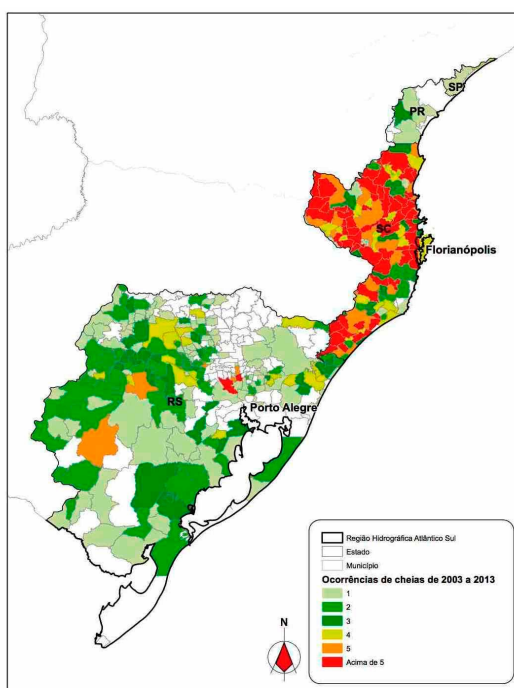 SP
PR
SC
Florianópolis
RS
Porto Alegre
N
Região Hidrográfica Atlântico Sul
Estado
Município
Ocorrências de cheias de 2003 a 2013
1
2
3
4
5
Acima de 5